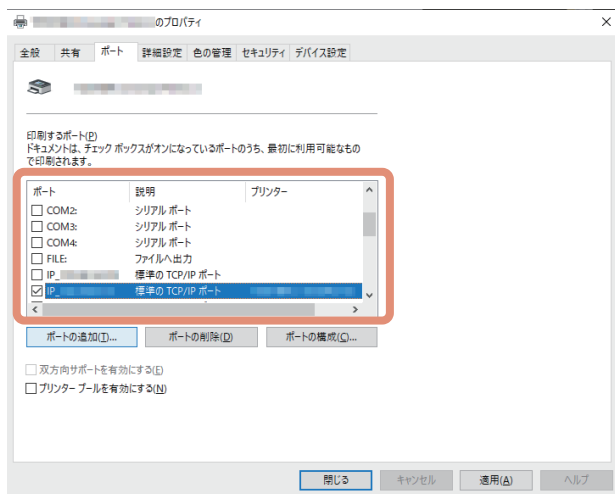 のプロパティ
全般 共有 ポート 詳細設定 色の管理 セキュリティ デバイス設定
印刷するポート(P)
ドキュメントは、チェック ボックスがオンになっているポートのうち、最初に利用可能なもの
で印刷されます。
ポート 説明 プリンター
COM2: シリアル ポート
COM3: シリアル ポート
COM4: シリアル ポート
FILE: ファイルへ出力
IP_ 標準の TCP/IP ポート
IP_ 標準の TCP/IP ポート
ポートの追加(T)... ポートの削除(D) ポートの構成(C)...
双方向サポートを有効にする(E)
プリンター プールを有効にする(N)
閉じる キャンセル 適用(A) ヘルプ